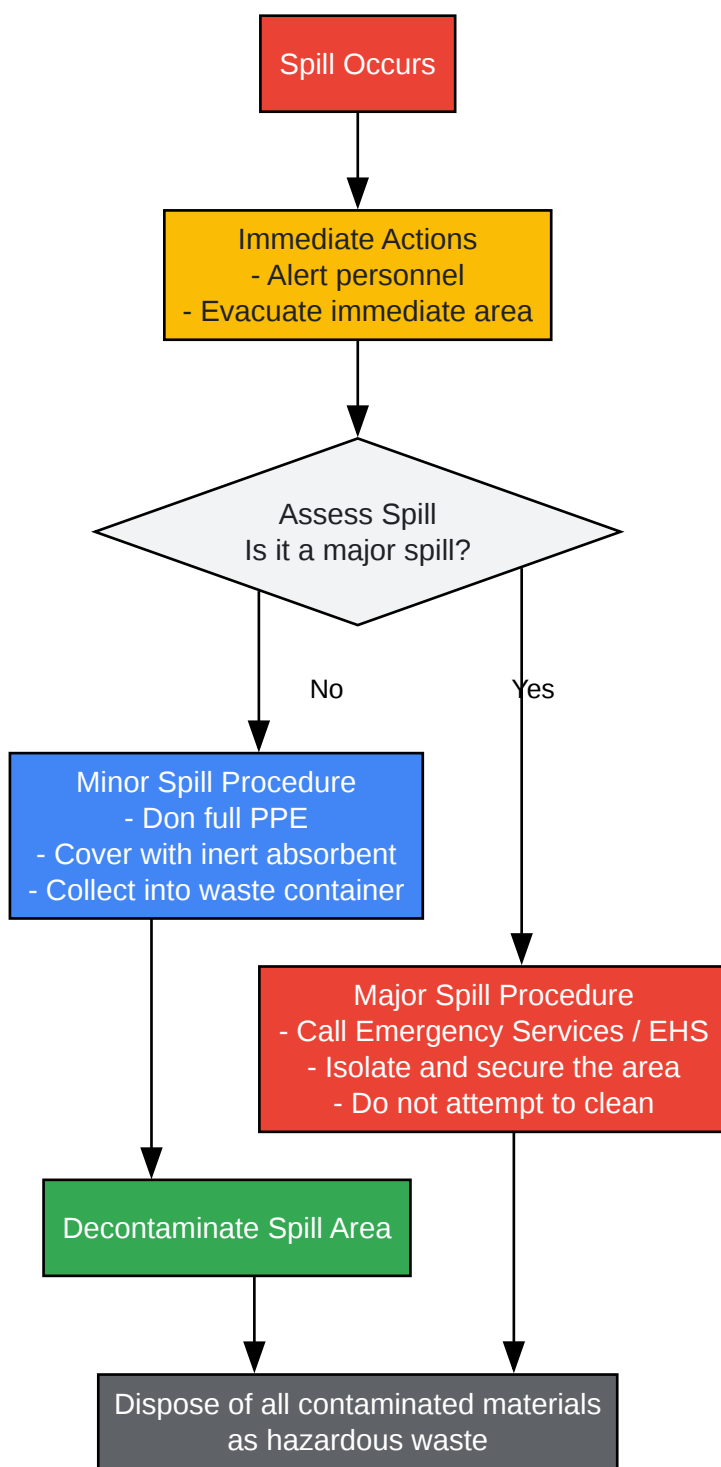 Spill Occurs
Immediate Actions
- Alert personnel
- Evacuate immediate area
Assess Spill
Is it a major spill?
No
Yes
Minor Spill Procedure
- Don full PPE
- Cover with inert absorbent
- Collect into waste container
Major Spill Procedure
- Call Emergency Services / EHS
- Isolate and secure the area
- Do not attempt to clean
Decontaminate Spill Area
Dispose of all contaminated materials
as hazardous waste